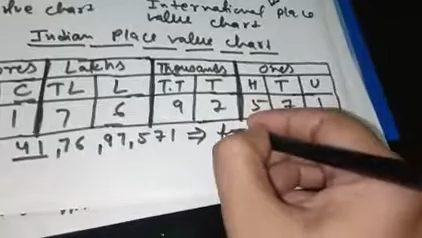 lue chart
International place
value chart
Indian Place value chart
ores Lakhs Thousands ones
C TL L T.T T H T U
1 7 6 9 2 5 7 1
41,76,97,571 ⇒